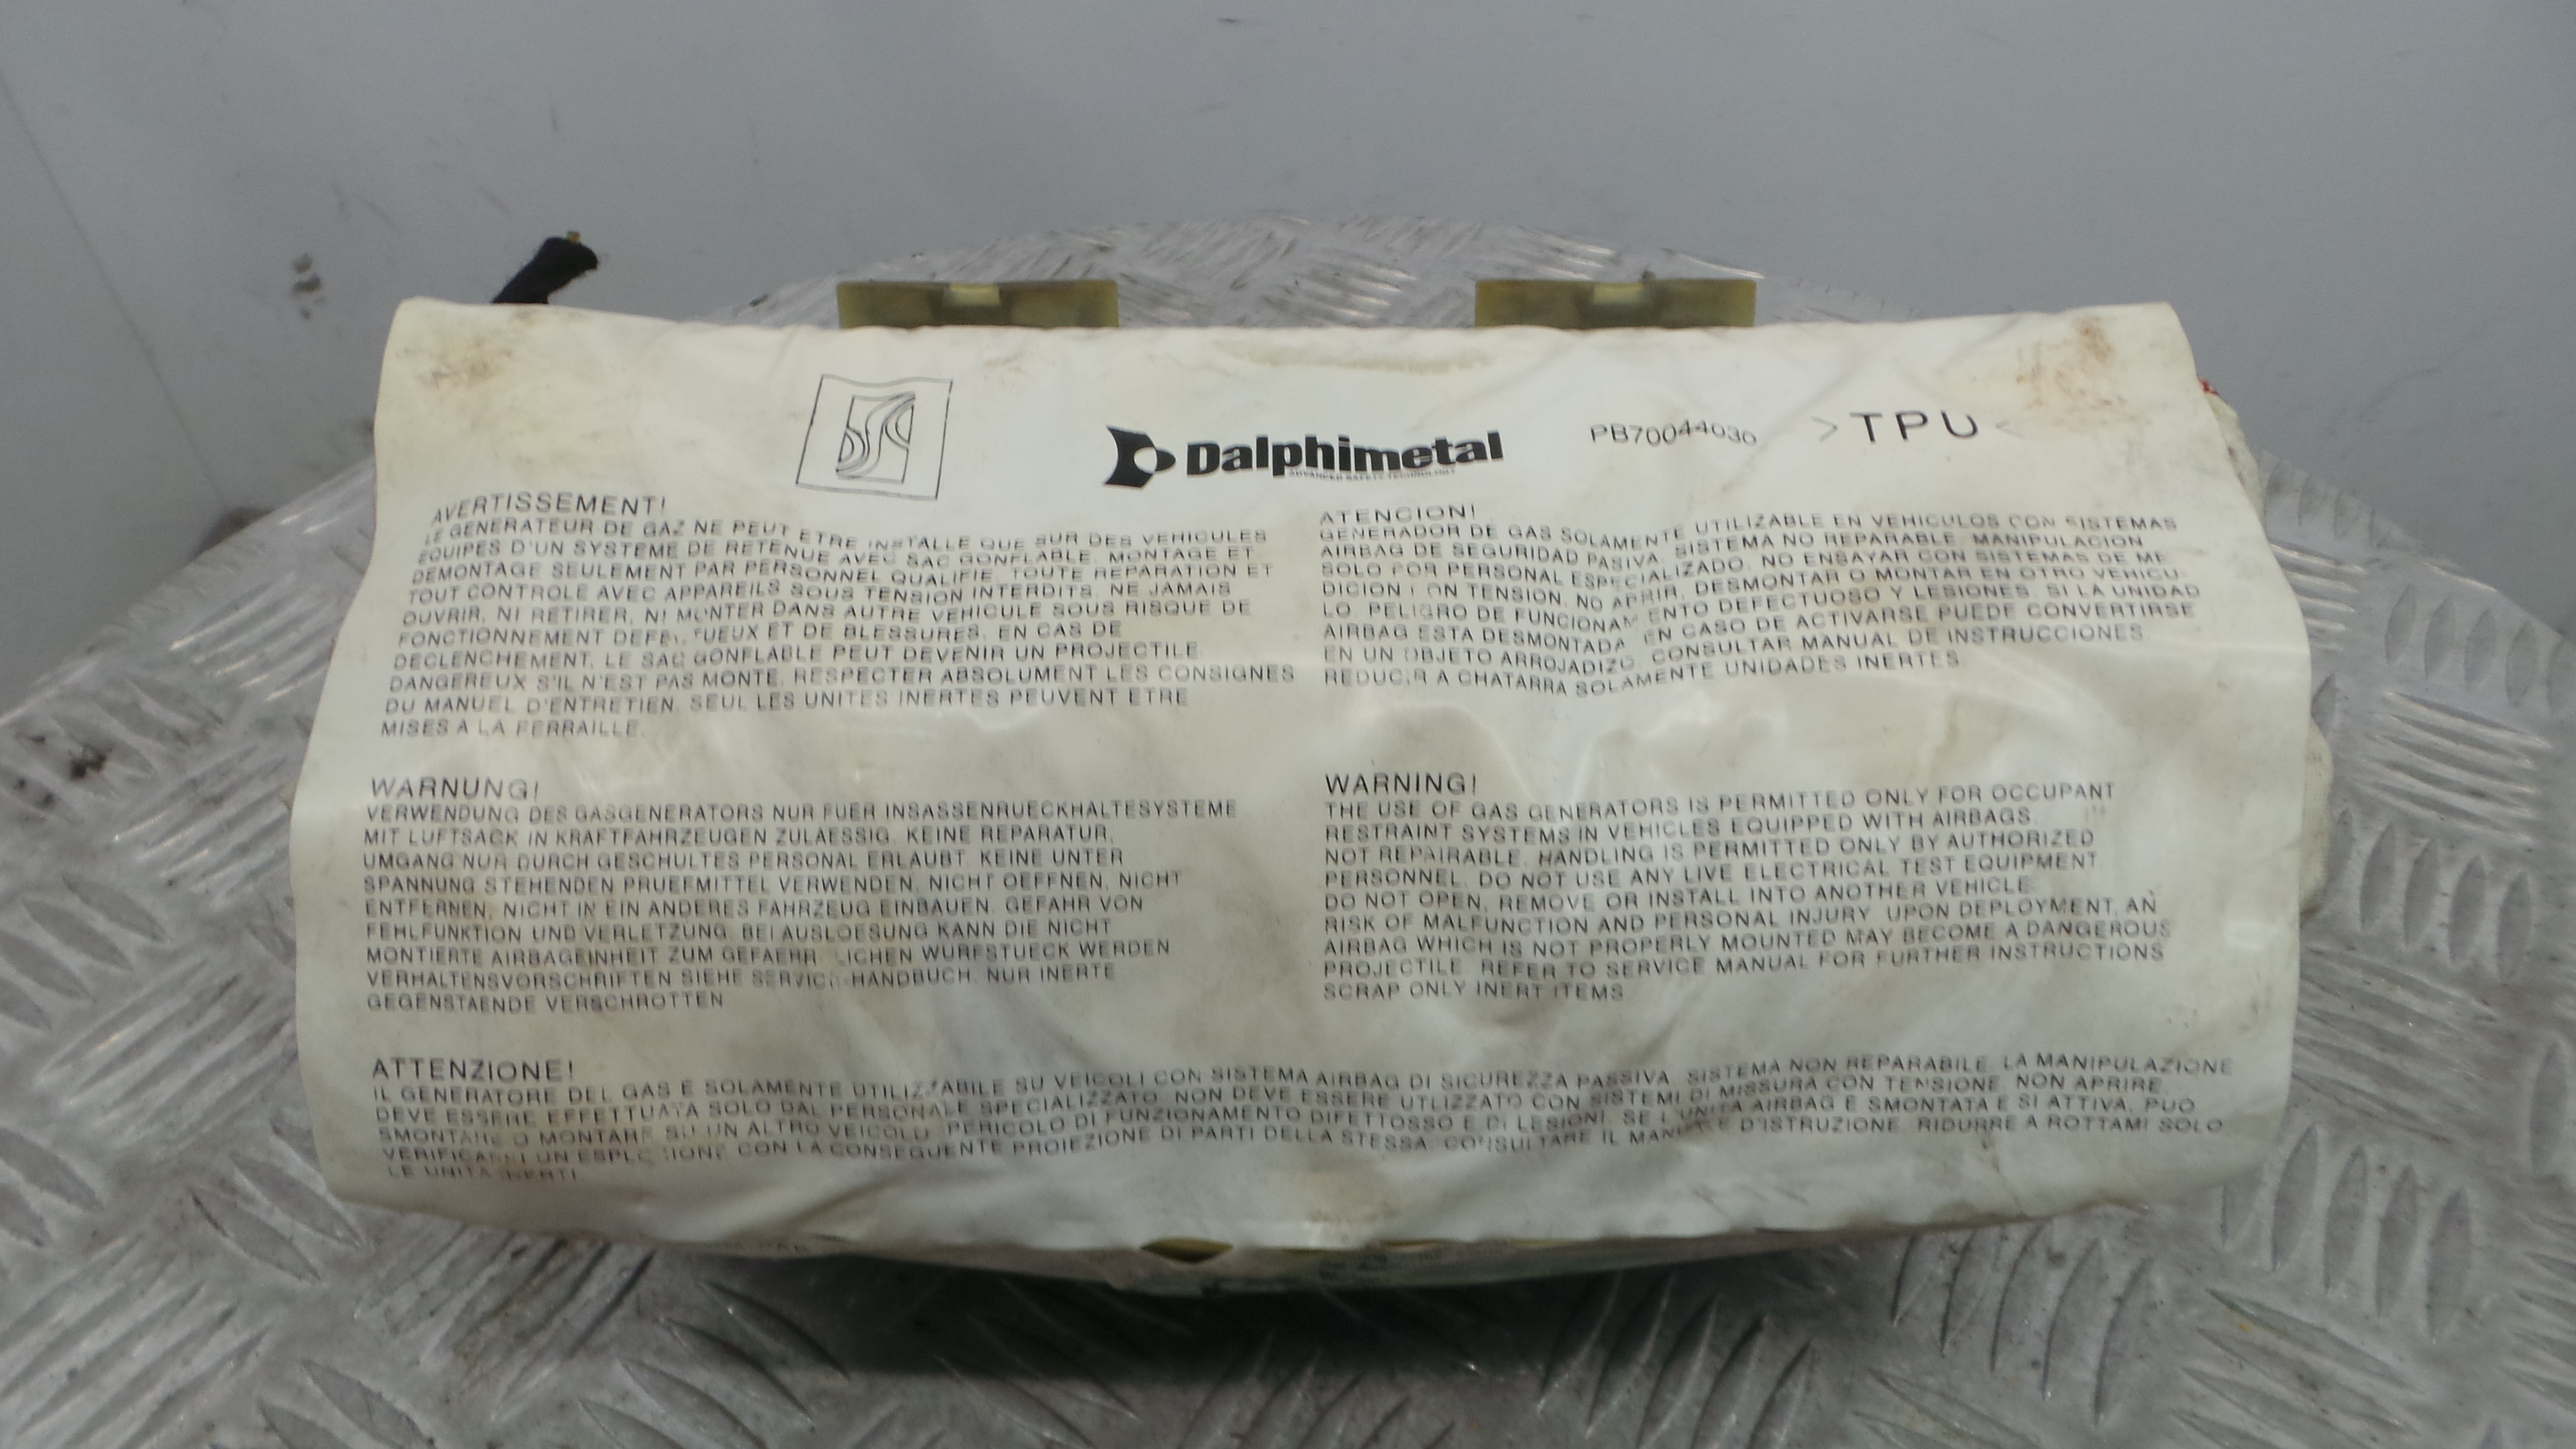 Dalphimetal
ADVANCED SAFETY TECHNOLOGY
PB70044030
>TPU<
AVERTISSEMENT!
LE GENERATEUR DE GAZ NE PEUT ETRE INSTALLE QUE SUR DES VEHICULES
EQUIPES D'UN SYSTEME DE RETENUE AVEC SAC GONFLABLE. MONTAGE ET
DEMONTAGE SEULEMENT PAR PERSONNEL QUALIFIE. TOUTE REPARATION ET
TOUT CONTROLE AVEC APPAREILS SOUS TENSION INTERDITS. NE JAMAIS
OUVRIR, NI RETIRER, NI MONTER DANS AUTRE VEHICULE SOUS RISQUE DE
FONCTIONNEMENT DEFECTUEUX ET DE BLESSURES. EN CAS DE
DECLENCHEMENT, LE SAC GONFLABLE PEUT DEVENIR UN PROJECTILE
DANGEREUX S'IL N'EST PAS MONTE. RESPECTER ABSOLUMENT LES CONSIGNES
DU MANUEL D'ENTRETIEN. SEUL LES UNITES INERTES PEUVENT ETRE
MISES A LA FERRAILLE.
ATENCION!
GENERADOR DE GAS SOLAMENTE UTILIZABLE EN VEHICULOS CON SISTEMAS
AIRBAG DE SEGURIDAD PASIVA. SISTEMA NO REPARABLE. MANIPULACION
SOLO POR PERSONAL ESPECIALIZADO. NO ENSAYAR CON SISTEMAS DE ME
DICION CON TENSION. NO ABRIR, DESMONTAR O MONTAR EN OTRO VEHICU-
LO. PELIGRO DE FUNCIONAMIENTO DEFECTUOSO Y LESIONES. SI LA UNIDAD
AIRBAG ESTA DESMONTADA EN CASO DE ACTIVARSE PUEDE CONVERTIRSE
EN UN OBJETO ARROJADIZO. CONSULTAR MANUAL DE INSTRUCCIONES
REDUCIR A CHATARRA SOLAMENTE UNIDADES INERTES
WARNUNG!
VERWENDUNG DES GASGENERATORS NUR FUER INSASSENRUECKHALTESYSTEME
MIT LUFTSACK IN KRAFTFAHRZEUGEN ZULAESSIG. KEINE REPARATUR,
UMGANG NUR DURCH GESCHULTES PERSONAL ERLAUBT. KEINE UNTER
SPANNUNG STEHENDEN PRUEFMITTEL VERWENDEN, NICHT OEFFNEN, NICHT
ENTFERNEN, NICHT IN EIN ANDERES FAHRZEUG EINBAUEN. GEFAHR VON
FEHLFUNKTION UND VERLETZUNG. BEI AUSLOESUNG KANN DIE NICHT
MONTIERTE AIRBAGEINHEIT ZUM GEFAEHRLICHEN WURFSTUECK WERDEN
VERHALTENSVORSCHRIFTEN SIEHE SERVICE-HANDBUCH. NUR INERTE
GEGENSTAENDE VERSCHROTTEN
WARNING!
THE USE OF GAS GENERATORS IS PERMITTED ONLY FOR OCCUPANT
RESTRAINT SYSTEMS IN VEHICLES EQUIPPED WITH AIRBAGS.
NOT REPAIRABLE, HANDLING IS PERMITTED ONLY BY AUTHORIZED
PERSONNEL. DO NOT USE ANY LIVE ELECTRICAL TEST EQUIPMENT
DO NOT OPEN, REMOVE OR INSTALL INTO ANOTHER VEHICLE.
RISK OF MALFUNCTION AND PERSONAL INJURY. UPON DEPLOYMENT, AN
AIRBAG WHICH IS NOT PROPERLY MOUNTED MAY BECOME A DANGEROUS
PROJECTILE. REFER TO SERVICE MANUAL FOR FURTHER INSTRUCTIONS
SCRAP ONLY INERT ITEMS
ATTENZIONE!
IL GENERATORE DEL GAS E SOLAMENTE UTILIZZABILE SU VEICOLI CON SISTEMA AIRBAG DI SICUREZZA PASSIVA. SISTEMA NON REPARABILE. LA MANIPULAZIONE
DEVE ESSERE EFFETTUATA SOLO DAL PERSONALE SPECIALIZZATO. NON DEVE ESSERE UTLIZZATO CON SISTEMI DI MISSURA CON TENSIONE. NON APRIRE,
SMONTARE O MONTARE SU UN ALTRO VEICOLO. PERICOLO DI FUNZIONAMENTO DIFETTOSSO E DI LESIONI. SE L'UNITA AIRBAG E SMONTATA E SI ATTIVA, PUO
VERIFICARSI UN ESPLOSIONE CON LA CONSEGUENTE PROIEZIONE DI PARTI DELLA STESSA. CONSULTARE IL MANUALE D'ISTRUZIONE. RIDURRE A ROTTAMI SOLO
LE UNITA INERTI